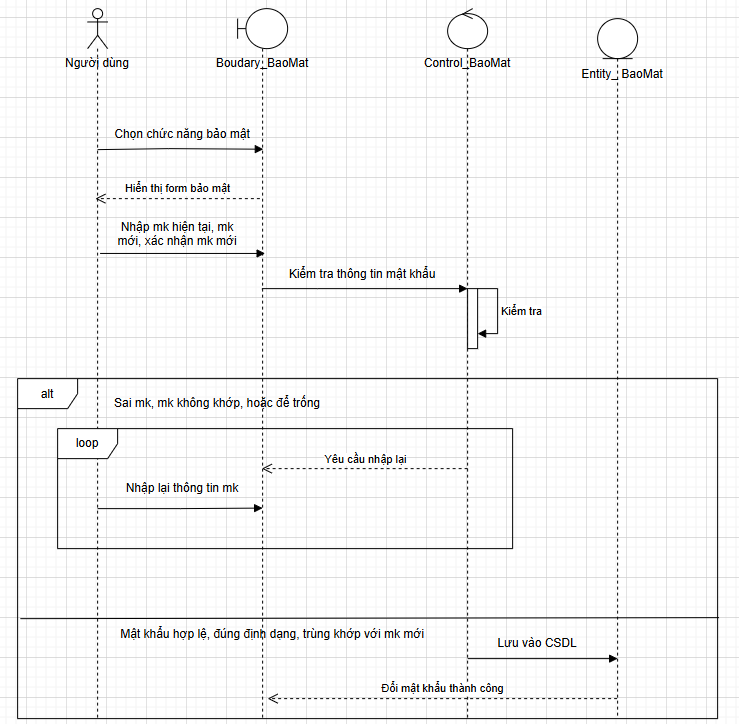 Người dùng
Boudary_BaoMat
Control_BaoMat
Entity_ BaoMat
Chọn chức năng bảo mật
Hiển thị form bảo mật
Nhập mk hiện tại, mk
mới, xác nhận mk mới
Kiểm tra thông tin mật khẩu
Kiểm tra
alt
Sai mk, mk không khớp, hoặc để trống
loop
Yêu cầu nhập lại
Nhập lại thông tin mk
Mật khẩu hợp lệ, đúng định dạng, trùng khớp với mk mới
Lưu vào CSDL
Đổi mật khẩu thành công